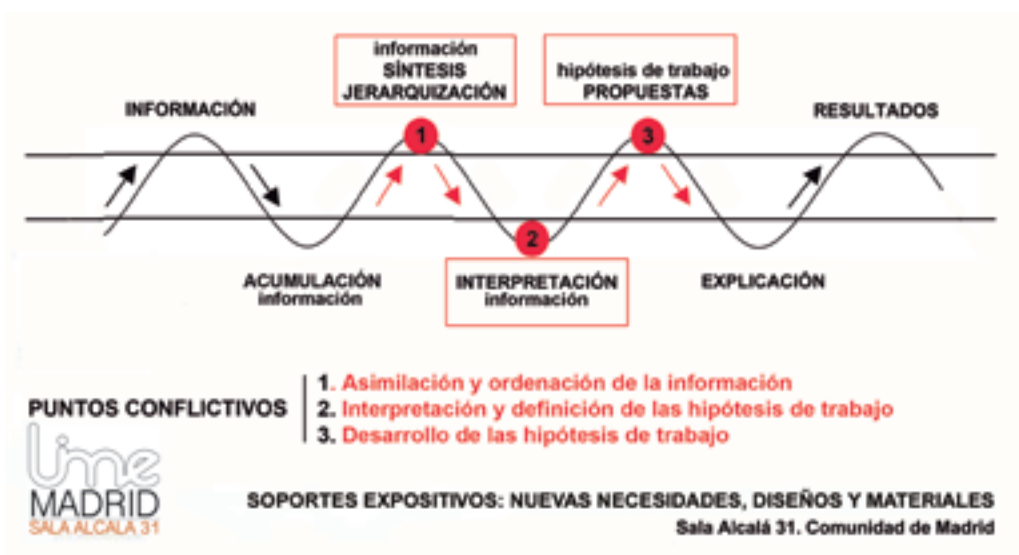 INFORMACIÓN
información
SÍNTESIS
JERARQUIZACIÓN
hipótesis de trabajo
PROPUESTAS
RESULTADOS
1
3
2
ACUMULACIÓN
información
INTERPRETACIÓN
información
EXPLICACIÓN
PUNTOS CONFLICTIVOS
1. Asimilación y ordenación de la información
2. Interpretación y definición de las hipótesis de trabajo
3. Desarrollo de las hipótesis de trabajo
lime
MADRID
SALA ALCALA 31
SOPORTES EXPOSITIVOS: NUEVAS NECESIDADES, DISEÑOS Y MATERIALES
Sala Alcalá 31. Comunidad de Madrid